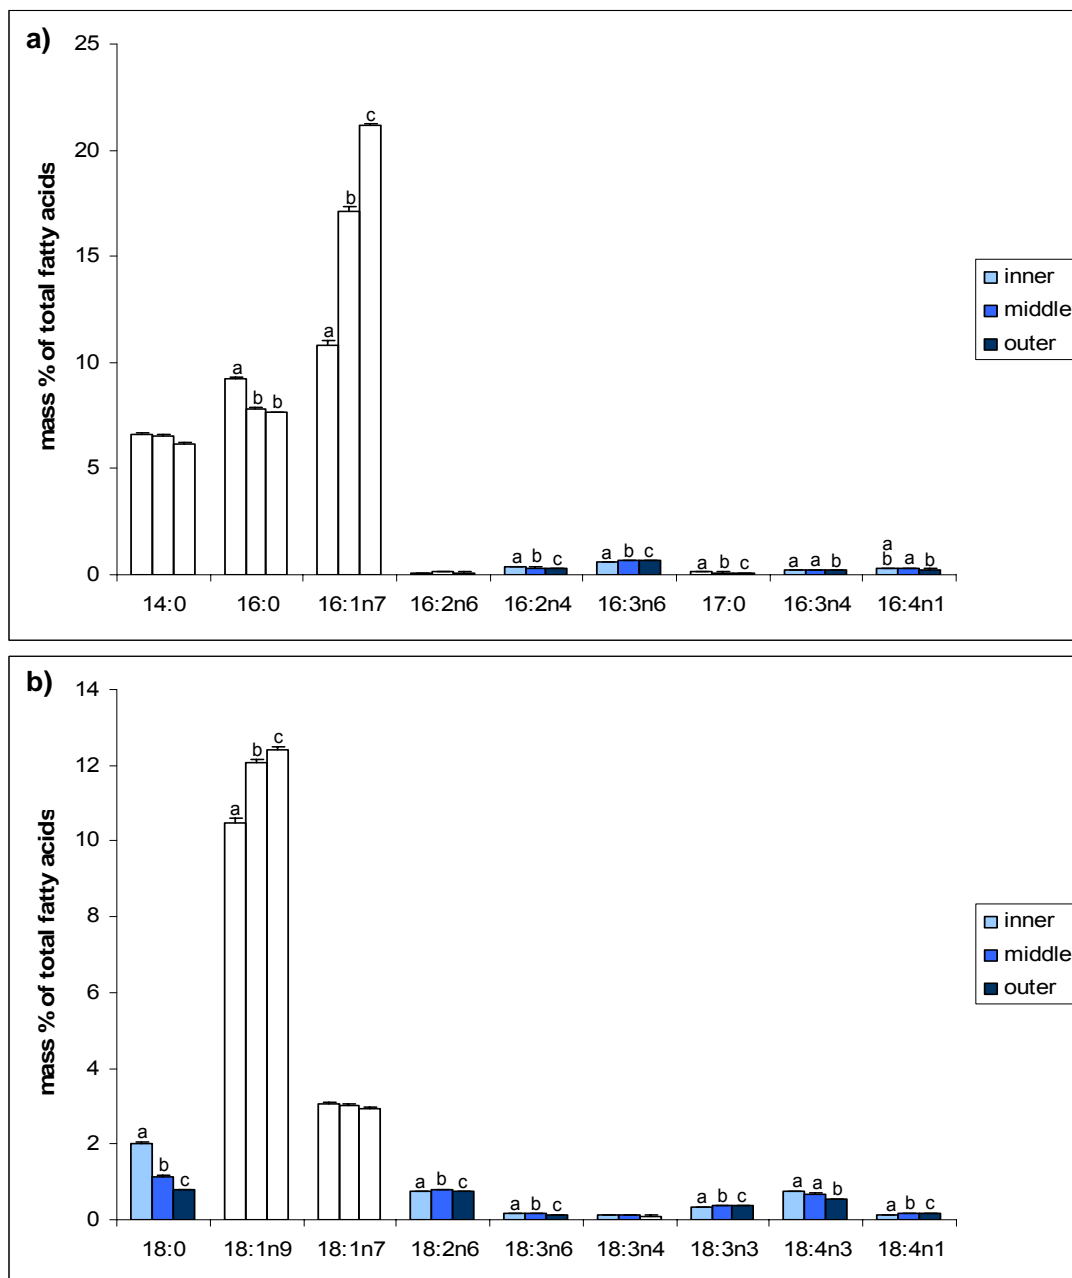 a)
mass % of total fatty acids
25
20
15
10
5
0
a b b a b c a b c a b c a b c a a b a b a b
14:0 16:0 16:1n7 16:2n6 16:2n4 16:3n6 17:0 16:3n4 16:4n1
inner
middle
outer
b)
mass % of total fatty acids
14
12
10
8
6
4
2
0
a b c a b c a b c a b c a b c a a b a b c
18:0 18:1n9 18:1n7 18:2n6 18:3n6 18:3n4 18:3n3 18:4n3 18:4n1
inner
middle
outer